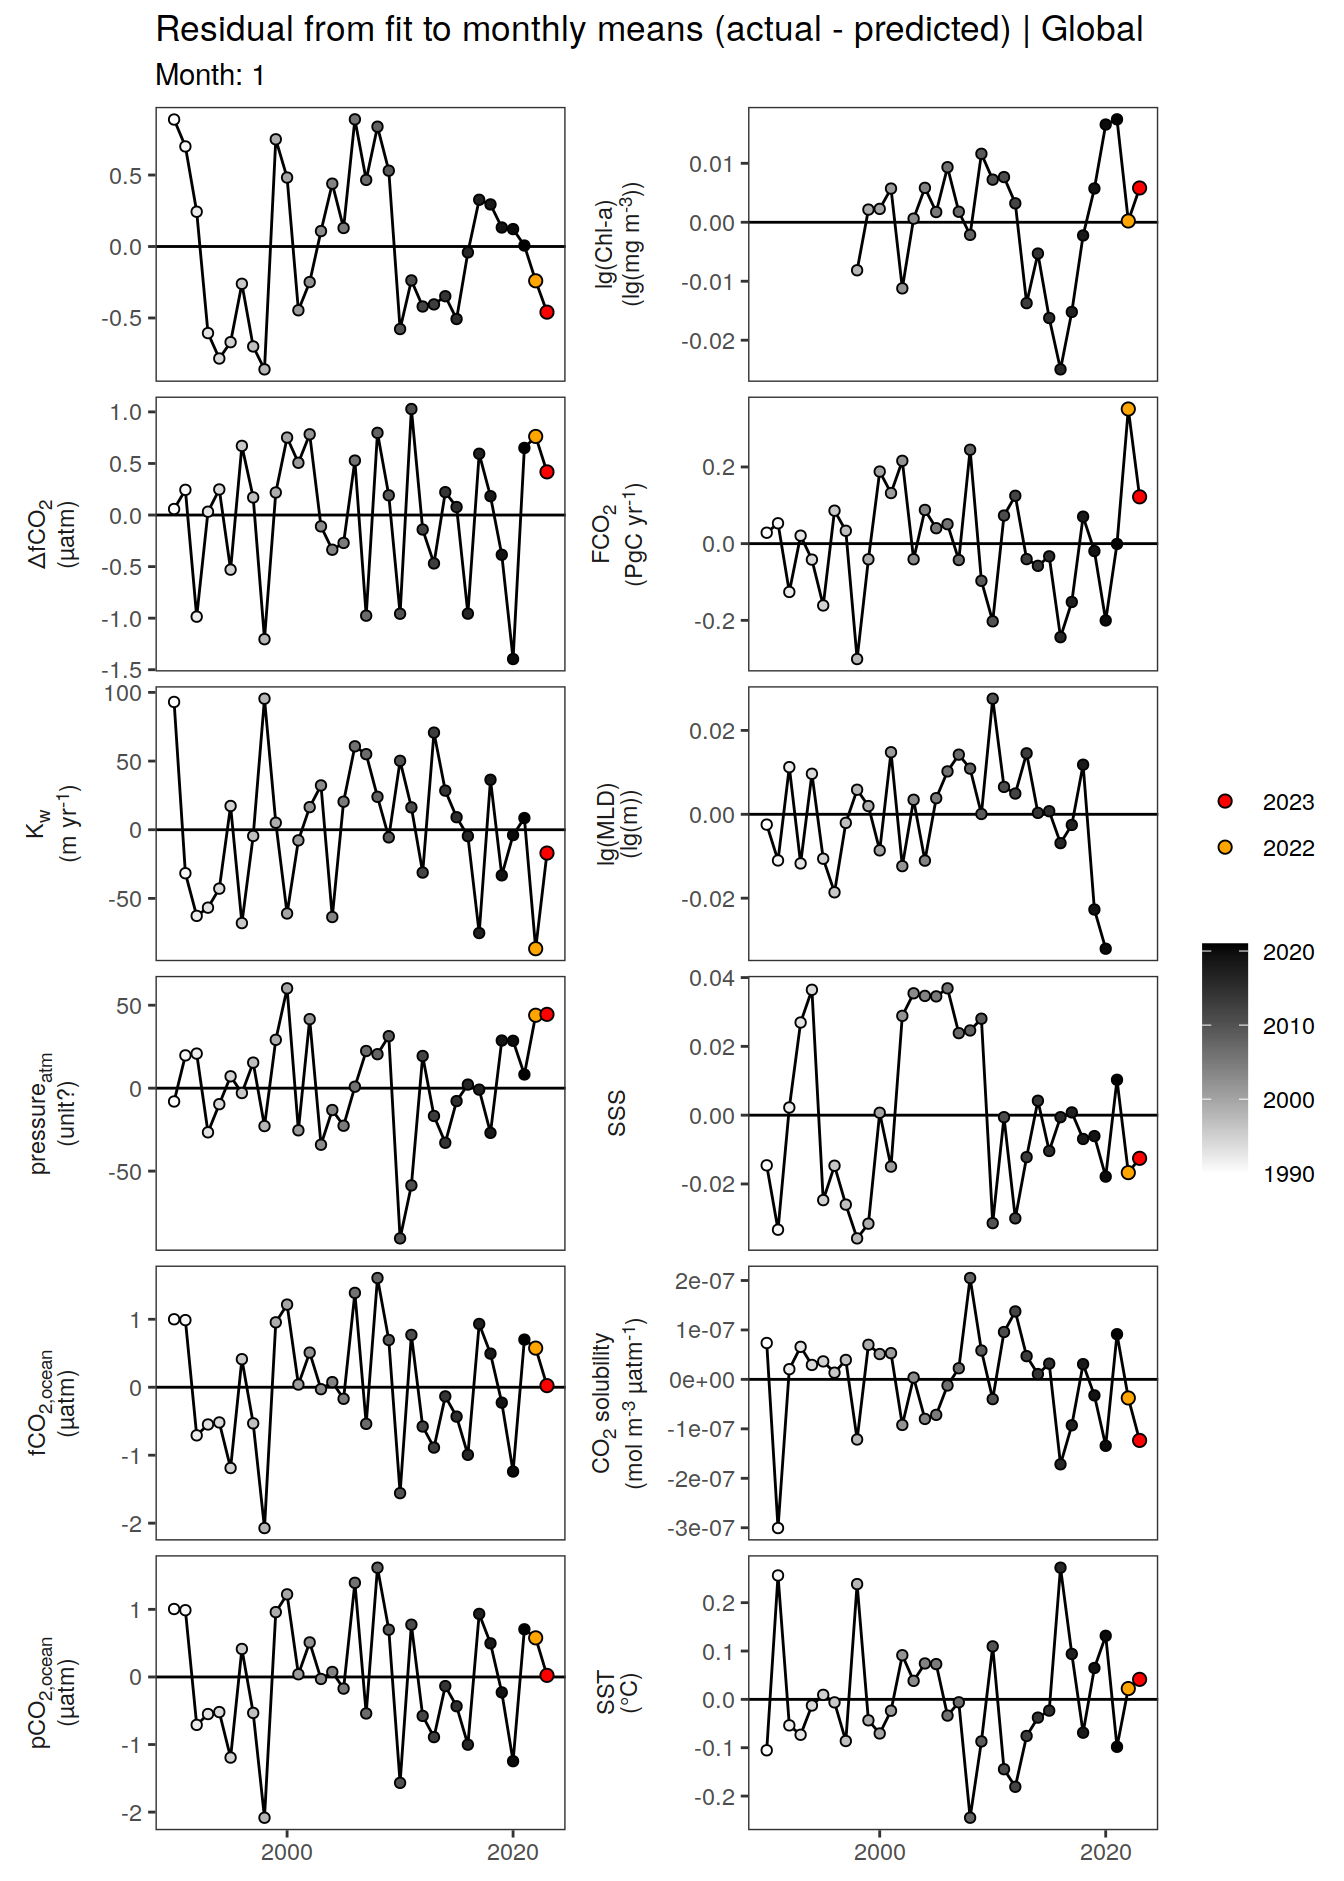 Residual from fit to monthly means (actual - predicted) | Global
Month: 1
0.5
0.0
-0.5
lg(Chl-a)
(lg(mg m⁻³))
0.01
0.00
-0.01
-0.02
ΔfCO₂
(µatm)
1.0
0.5
0.0
-0.5
-1.0
-1.5
FCO₂
(PgC yr⁻¹)
0.2
0.0
-0.2
K_w
(m yr⁻¹)
100
50
0
-50
lg(MLD)
(lg(m))
0.02
0.00
-0.02
pressure_atm
(unit?)
50
0
-50
SSS
0.04
0.02
0.00
-0.02
fCO₂,ocean
(µatm)
1
0
-1
-2
CO₂ solubility
(mol m⁻³ µatm⁻¹)
2e-07
1e-07
0e+00
-1e-07
-2e-07
-3e-07
pCO₂,ocean
(µatm)
1
0
-1
-2
2000
2020
SST
(°C)
0.2
0.1
0.0
-0.1
-0.2
2000
2020
2023
2022
2020
2010
2000
1990